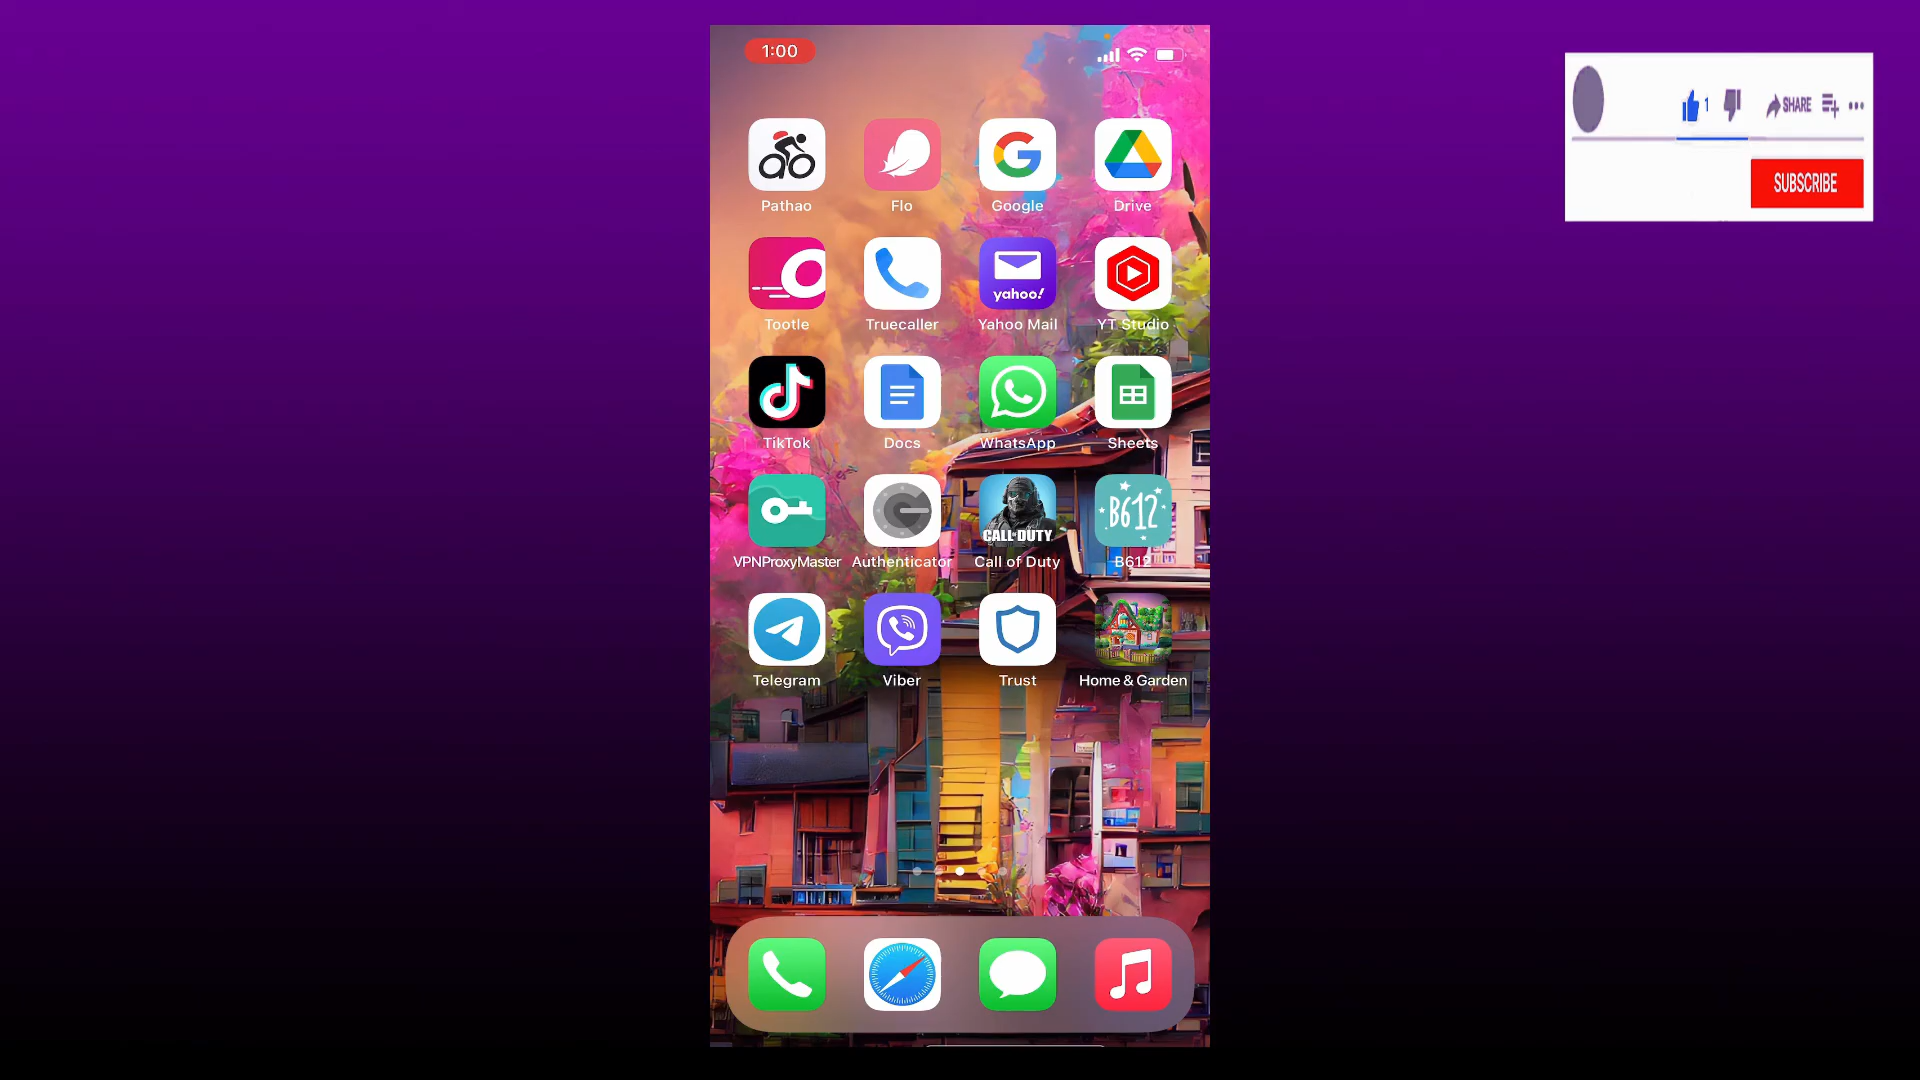 1:00
1
SHARE
SUBSCRIBE
Pathao
Flo
Google
Drive
yahoo!
Tootle
Truecaller
Yahoo Mail
YT Studio
TikTok
Docs
WhatsApp
Sheets
CALL OF DUTY
B612
VPNProxyMaster
Authenticator
Call of Duty
B612
Telegram
Viber
Trust
Home & Garden